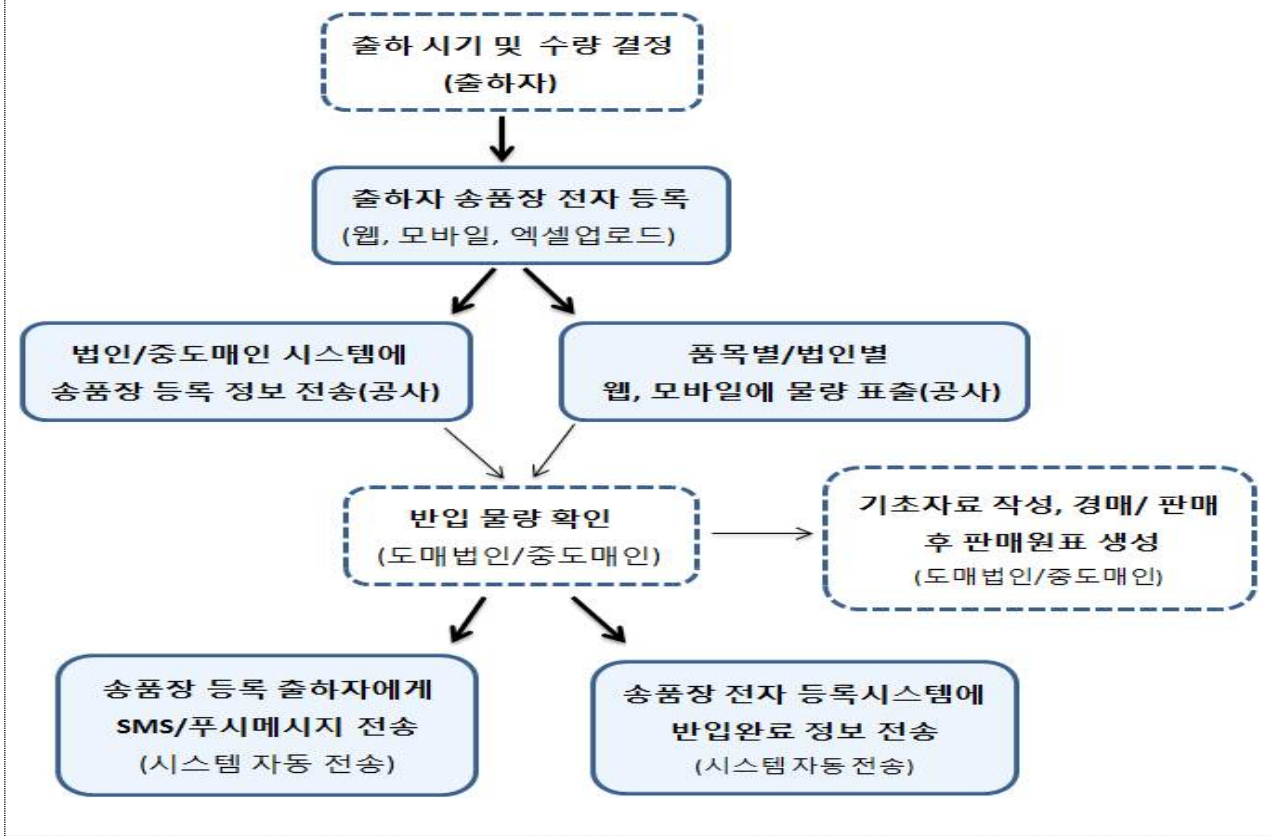 출하 시기 및 수량 결정
(출하자)
출하자 송품장 전자 등록
(웹, 모바일, 엑셀업로드)
법인/중도매인 시스템에
송품장 등록 정보 전송(공사)
품목별/법인별
웹, 모바일에 물량 표출(공사)
반입 물량 확인
(도매법인/중도매인)
기초자료 작성, 경매/ 판매
후 판매원표 생성
(도매법인/중도매인)
송품장 등록 출하자에게
SMS/푸시메시지 전송
(시스템 자동 전송)
송품장 전자 등록시스템에
반입완료 정보 전송
(시스템 자동 전송)